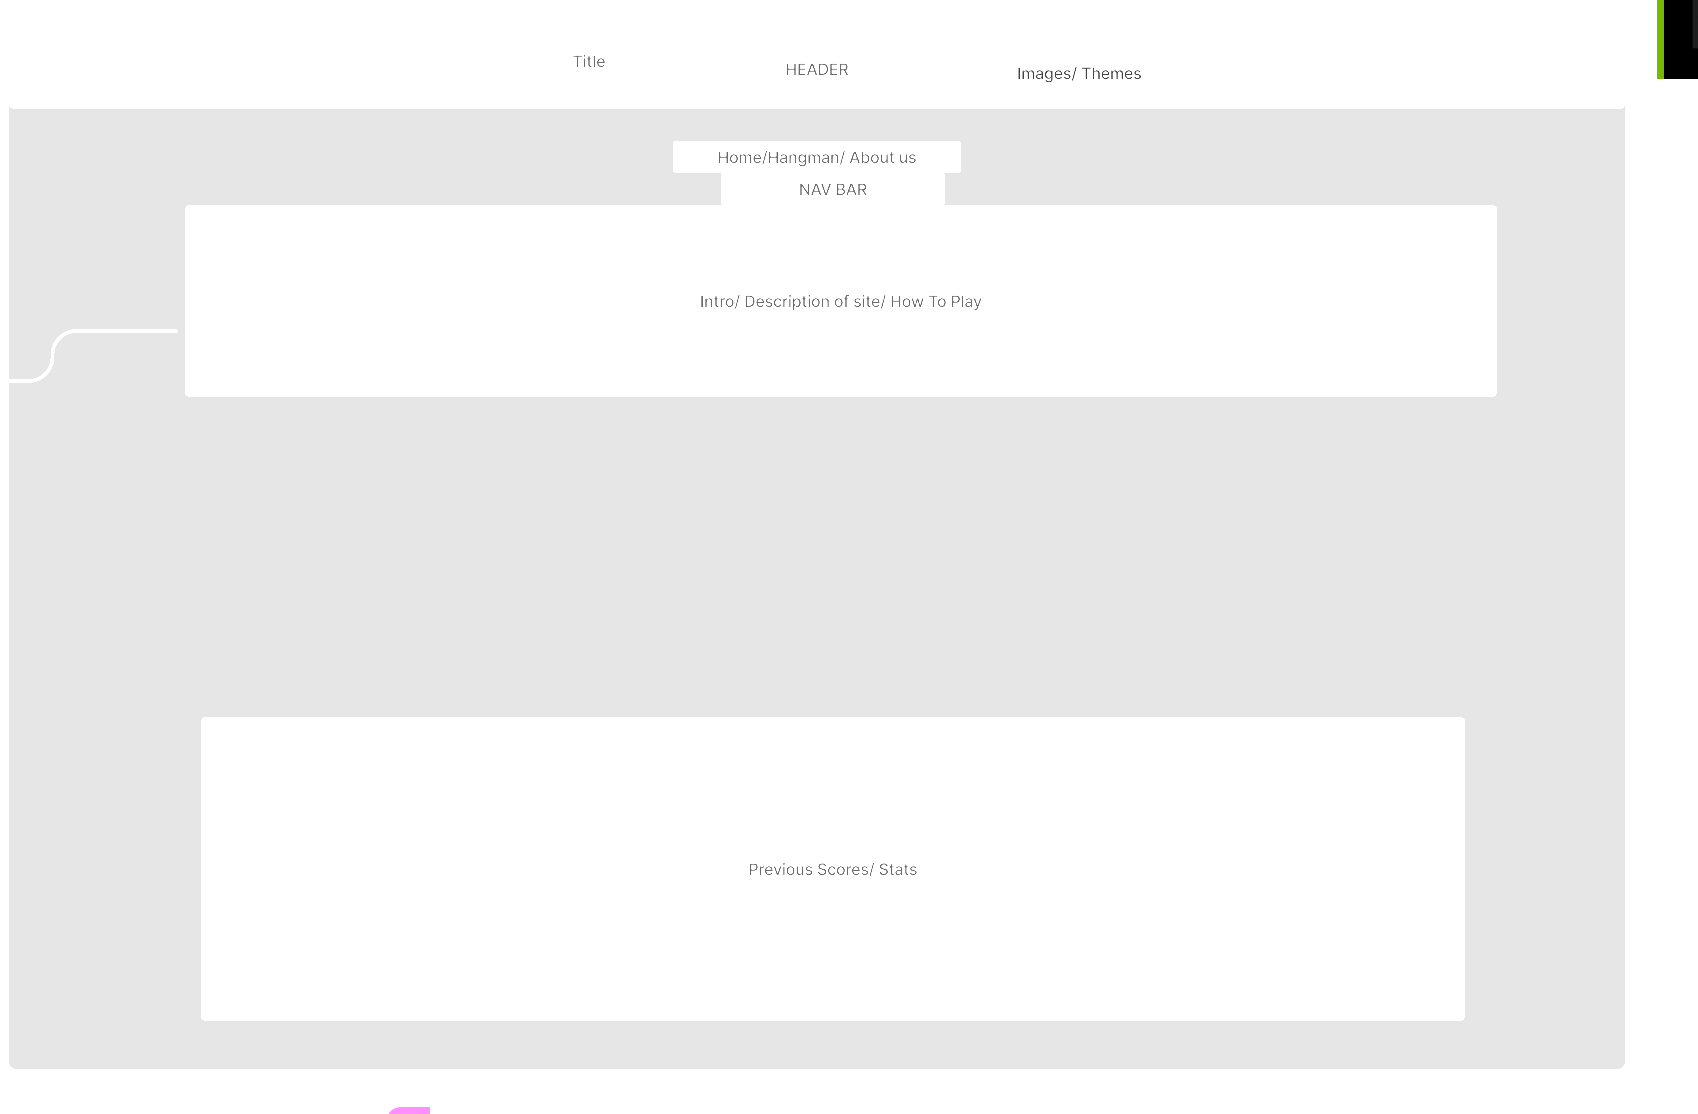 Title
HEADER
Images/ Themes
Home/Hangman/ About us
NAV BAR
Intro/ Description of site/ How To Play
Previous Scores/ Stats